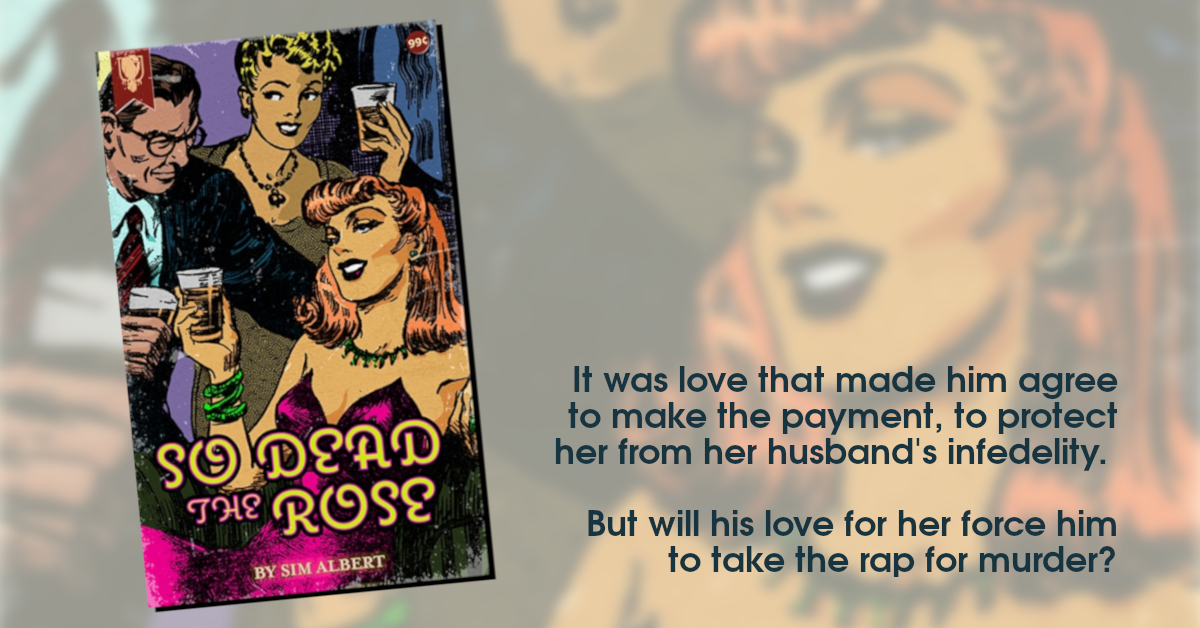 99¢
SO DEAD
THE ROSE
BY SIM ALBERT
It was love that made him agree
to make the payment, to protect
her from her husband's infedelity.
But will his love for her force him
to take the rap for murder?